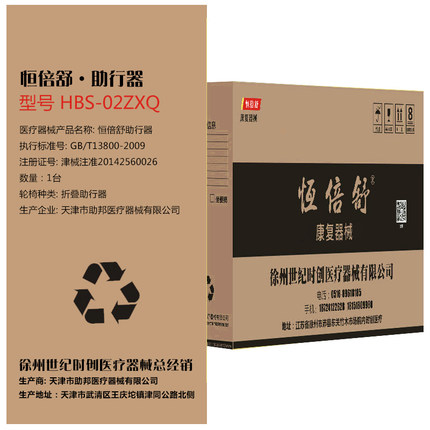 恒倍舒·助行器
型号 HBS-02ZXQ
医疗器械产品名称: 恒倍舒助行器
执行标准号: GB/T13800-2009
注册证号: 津械注准20142560026
数量：1台
轮椅种类: 折叠助行器
生产企业: 天津市助邦医疗器械有限公司
徐州世纪时创医疗器械总经销
生产商: 天津市助邦医疗器械有限公司
生产地址: 天津市武清区王庆坨镇津同公路北侧
恒倍舒
康复器械
恒倍舒®
康复器械
徐州世纪时创医疗器械有限公司
电话:
手机:
地址: